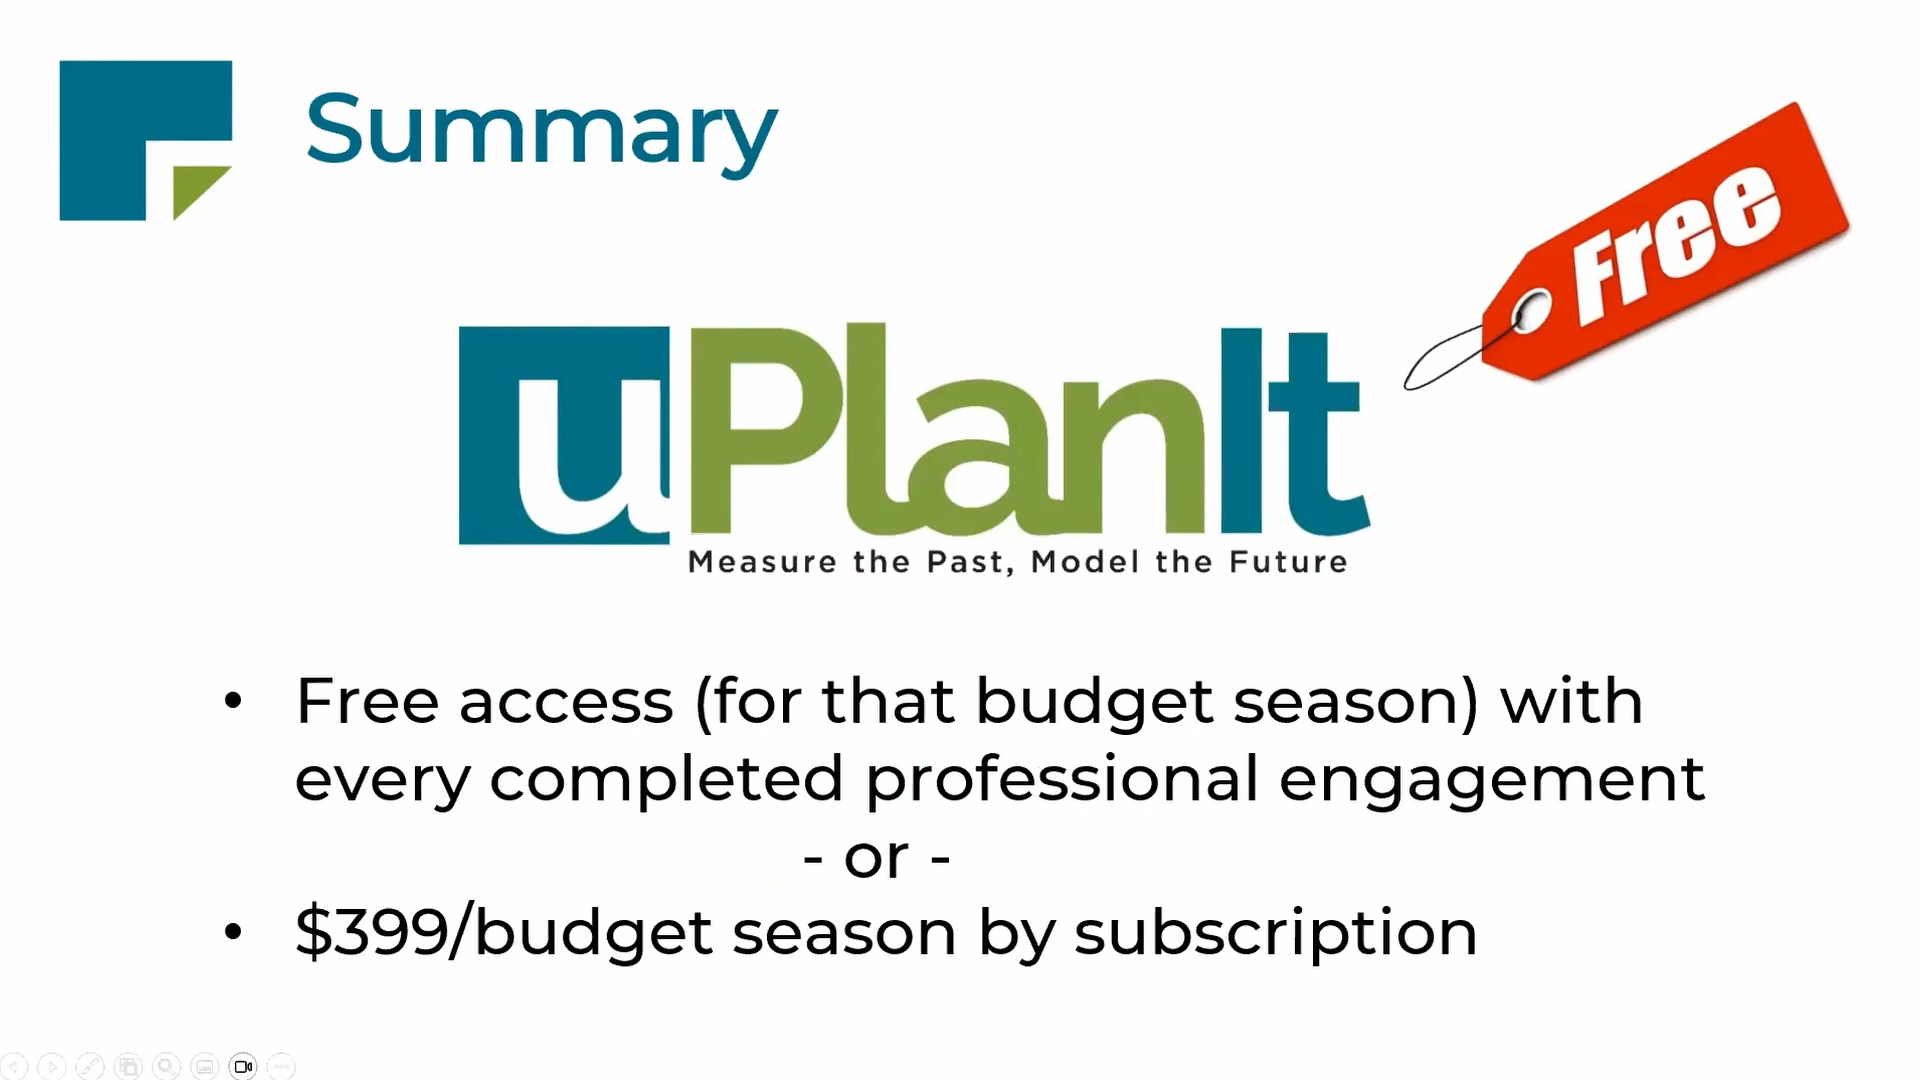 Summary
Free
uPlanIt
Measure the Past, Model the Future
• Free access (for that budget season) with
every completed professional engagement
- or -
• $399/budget season by subscription